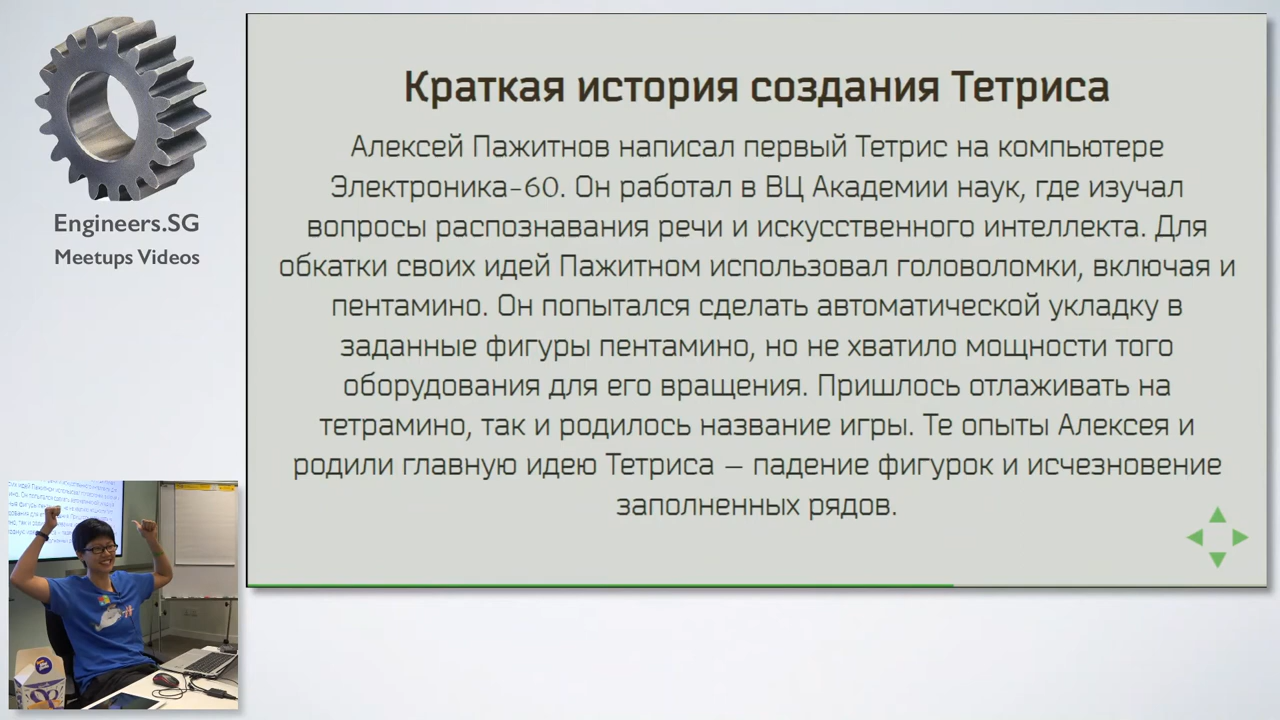 Engineers.SG
Meetups Videos
Краткая история создания Тетриса
Алексей Пажитнов написал первый Тетрис на компьютере
Электроника-60. Он работал в ВЦ Академии наук, где изучал
вопросы распознавания речи и искусственного интеллекта. Для
обкатки своих идей Пажитном использовал головоломки, включая и
пентамино. Он попытался сделать автоматической укладку в
заданные фигуры пентамино, но не хватило мощности того
оборудования для его вращения. Пришлось отлаживать на
тетрамино, так и родилось название игры. Те опыты Алексея и
родили главную идею Тетриса – падение фигурок и исчезновение
заполненных рядов.